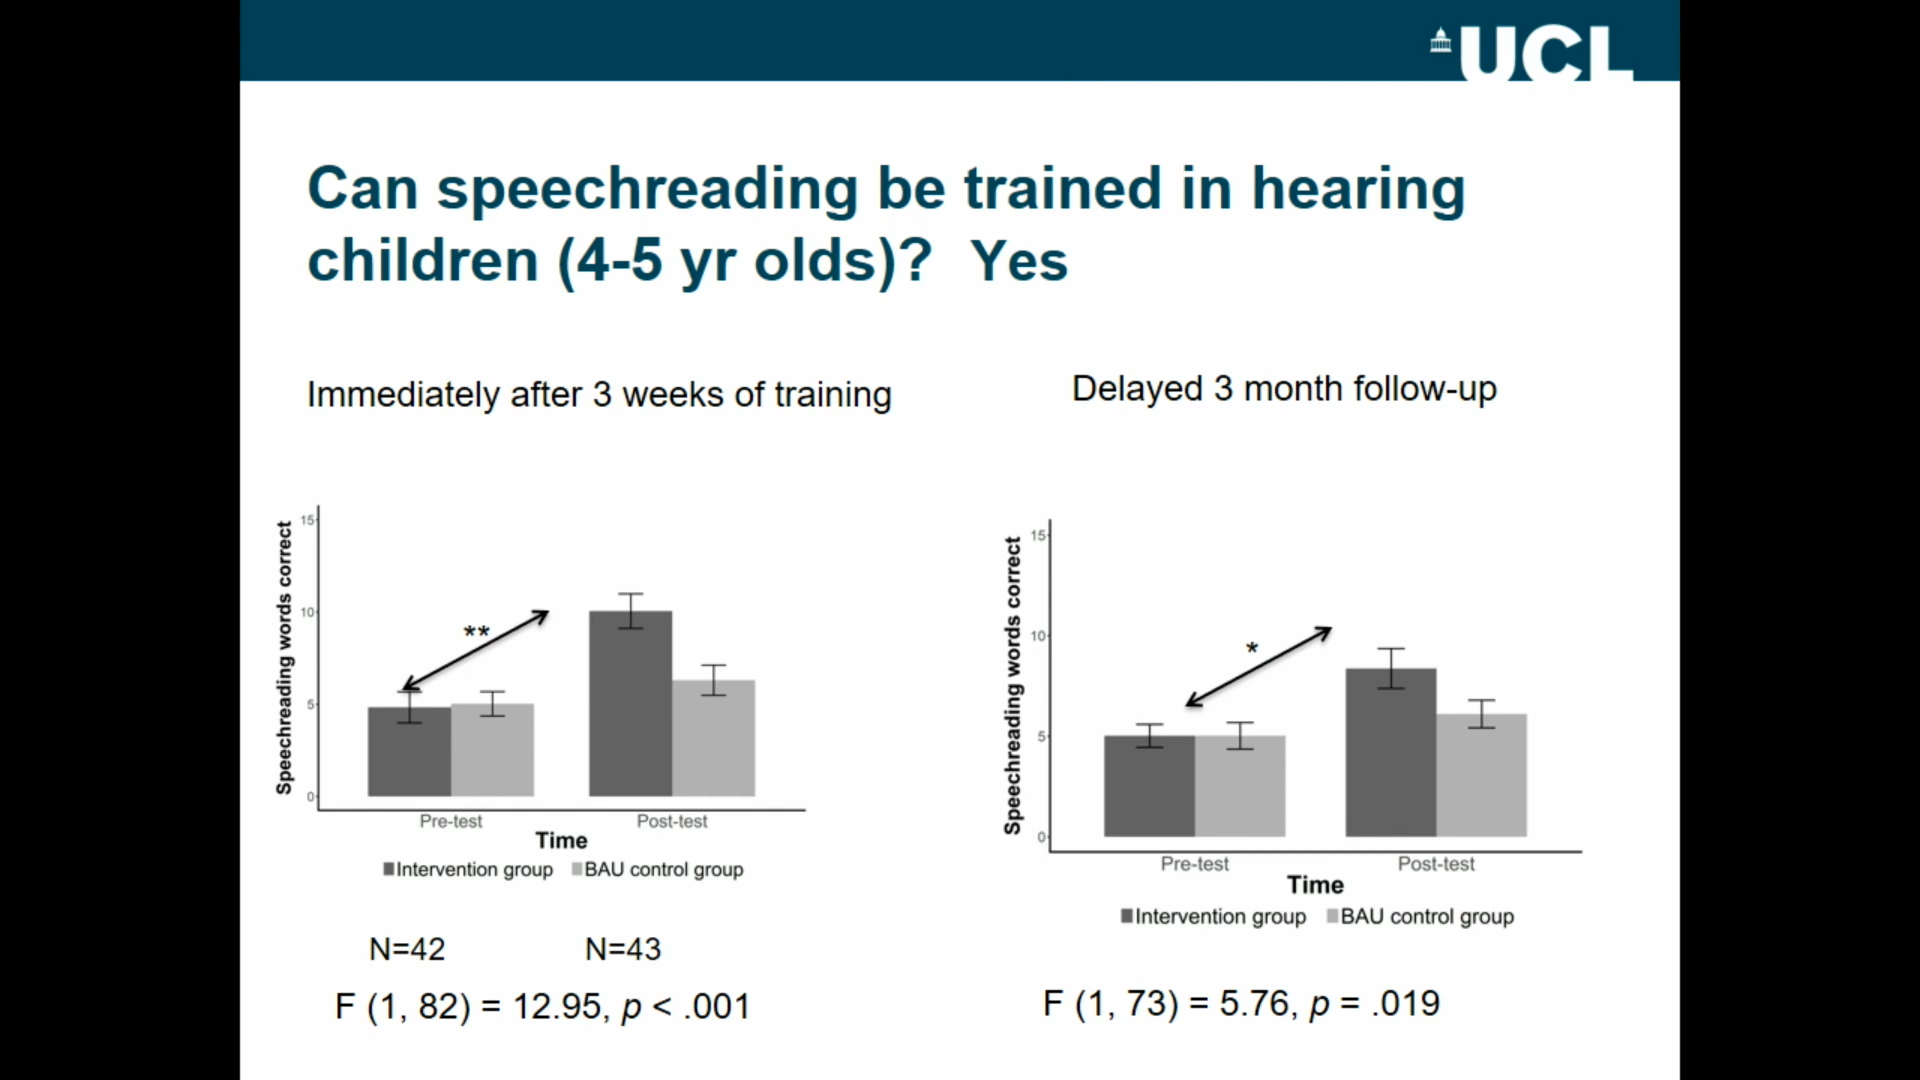 UCL
Can speechreading be trained in hearing
children (4-5 yr olds)? Yes
Immediately after 3 weeks of training
Speechreading words correct
15
10
5
0
**
Pre-test
Post-test
Time
Intervention group
BAU control group
N=42
N=43
F (1, 82) = 12.95, p < .001
Delayed 3 month follow-up
Speechreading words correct
15
10
5
0
*
Pre-test
Post-test
Time
Intervention group
BAU control group
F (1, 73) = 5.76, p = .019